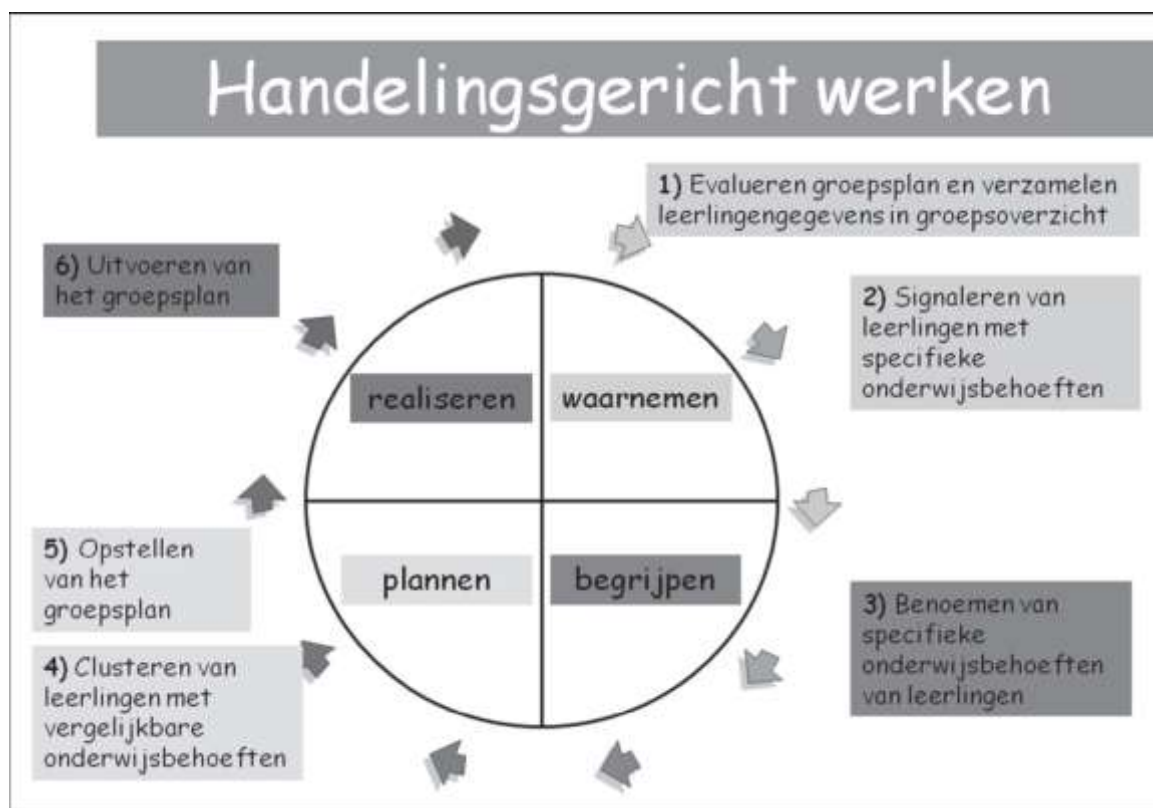 Handelingsgericht werken
1) Evalueren groepsplan en verzamelen
leerlingengegevens in groepsoverzicht
2) Signaleren van
leerlingen met
specifieke
onderwijsbehoeften
3) Benoemen van
specifieke
onderwijsbehoeften
van leerlingen
4) Clusteren van
leerlingen met
vergelijkbare
onderwijsbehoeften
5) Opstellen
van het
groepsplan
6) Uitvoeren van
het groepsplan
realiseren
waarnemen
plannen
begrijpen